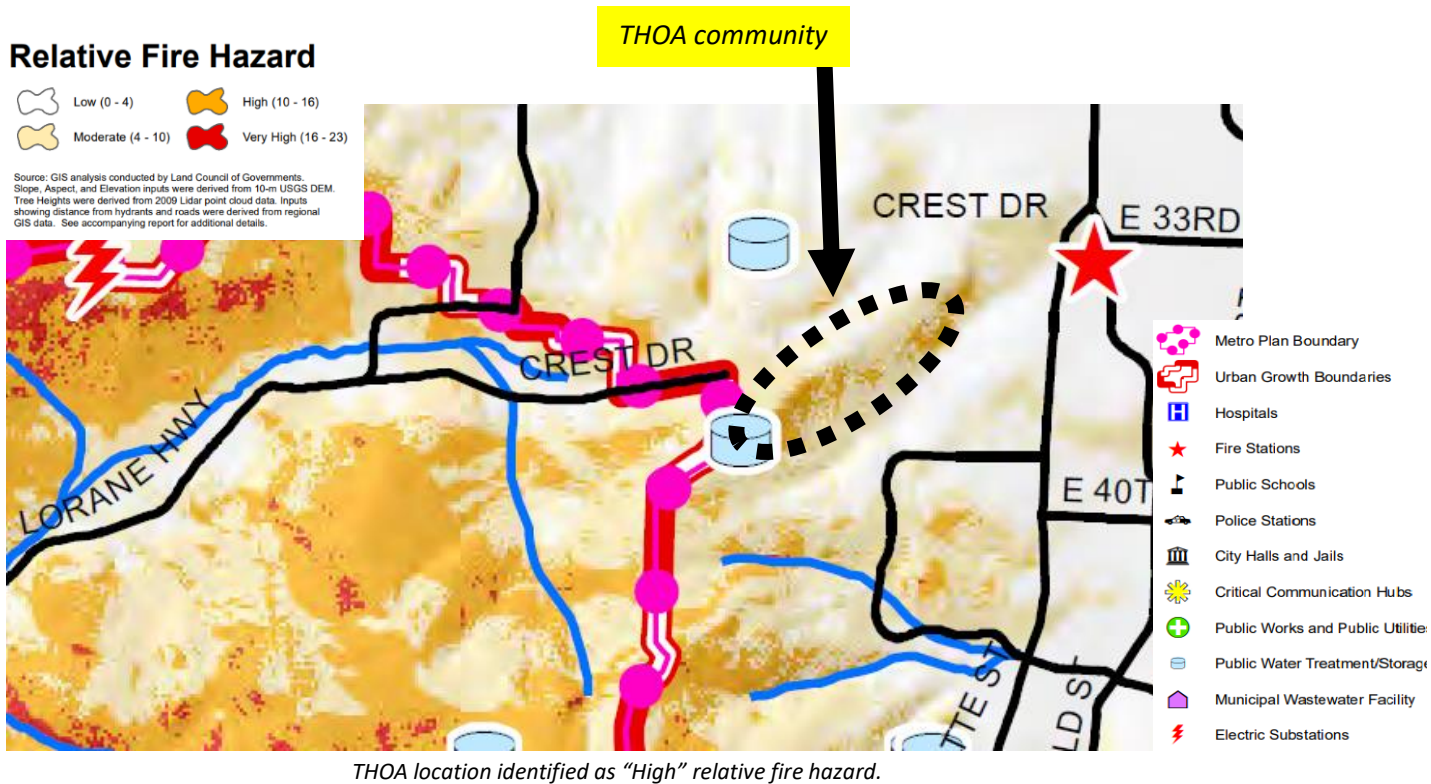 THOA community
Relative Fire Hazard
Low (0 - 4)
High (10 - 16)
Moderate (4 - 10)
Very High (16 - 23)
Source: GIS analysis conducted by Land Council of Governments.
Slope, Aspect, and Elevation inputs were derived from 10-m USGS DEM.
Tree Heights were derived from 2009 Lidar point cloud data. Inputs
showing distance from hydrants and roads were derived from regional
GIS data. See accompanying report for additional details.
CREST DR
E 33RD
CREST DR
LORANE HWY
E 40T
TTE ST
LD ST
Metro Plan Boundary
Urban Growth Boundaries
H
Hospitals
Fire Stations
Public Schools
Police Stations
City Halls and Jails
Critical Communication Hubs
Public Works and Public Utilities
Public Water Treatment/Storage
Municipal Wastewater Facility
Electric Substations
THOA location identified as “High” relative fire hazard.